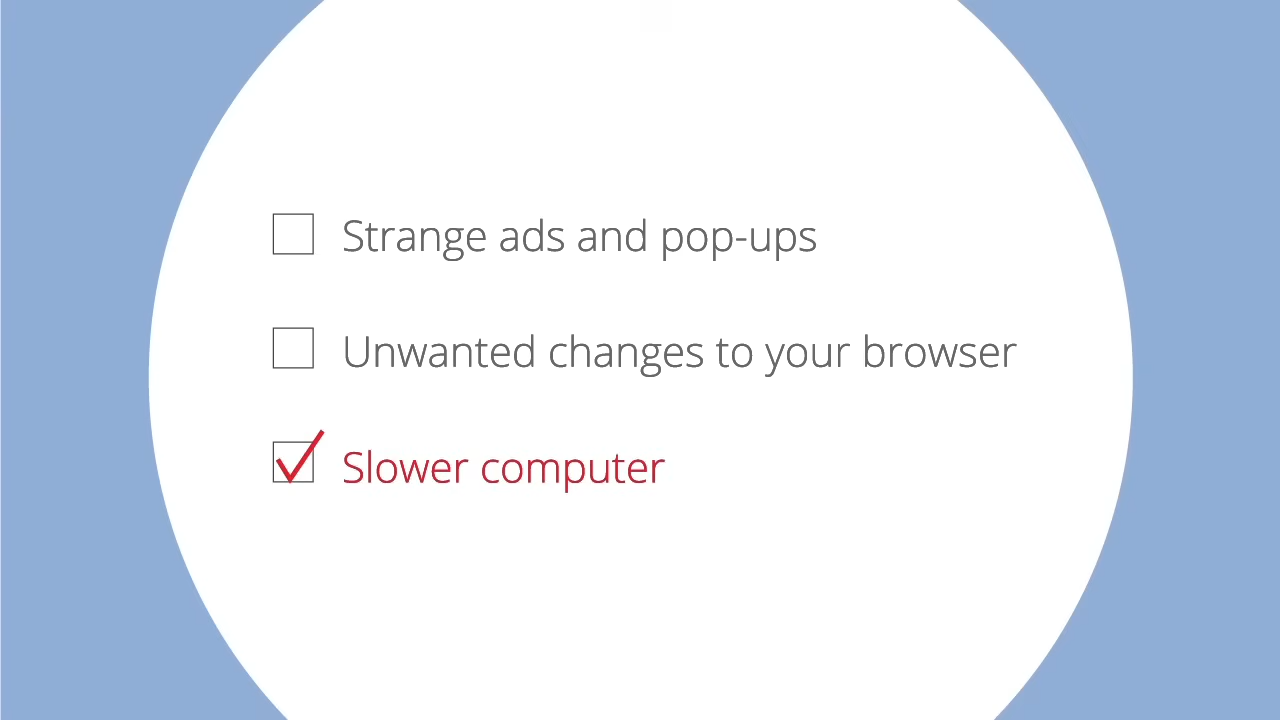 Strange ads and pop-ups
Unwanted changes to your browser
Slower computer